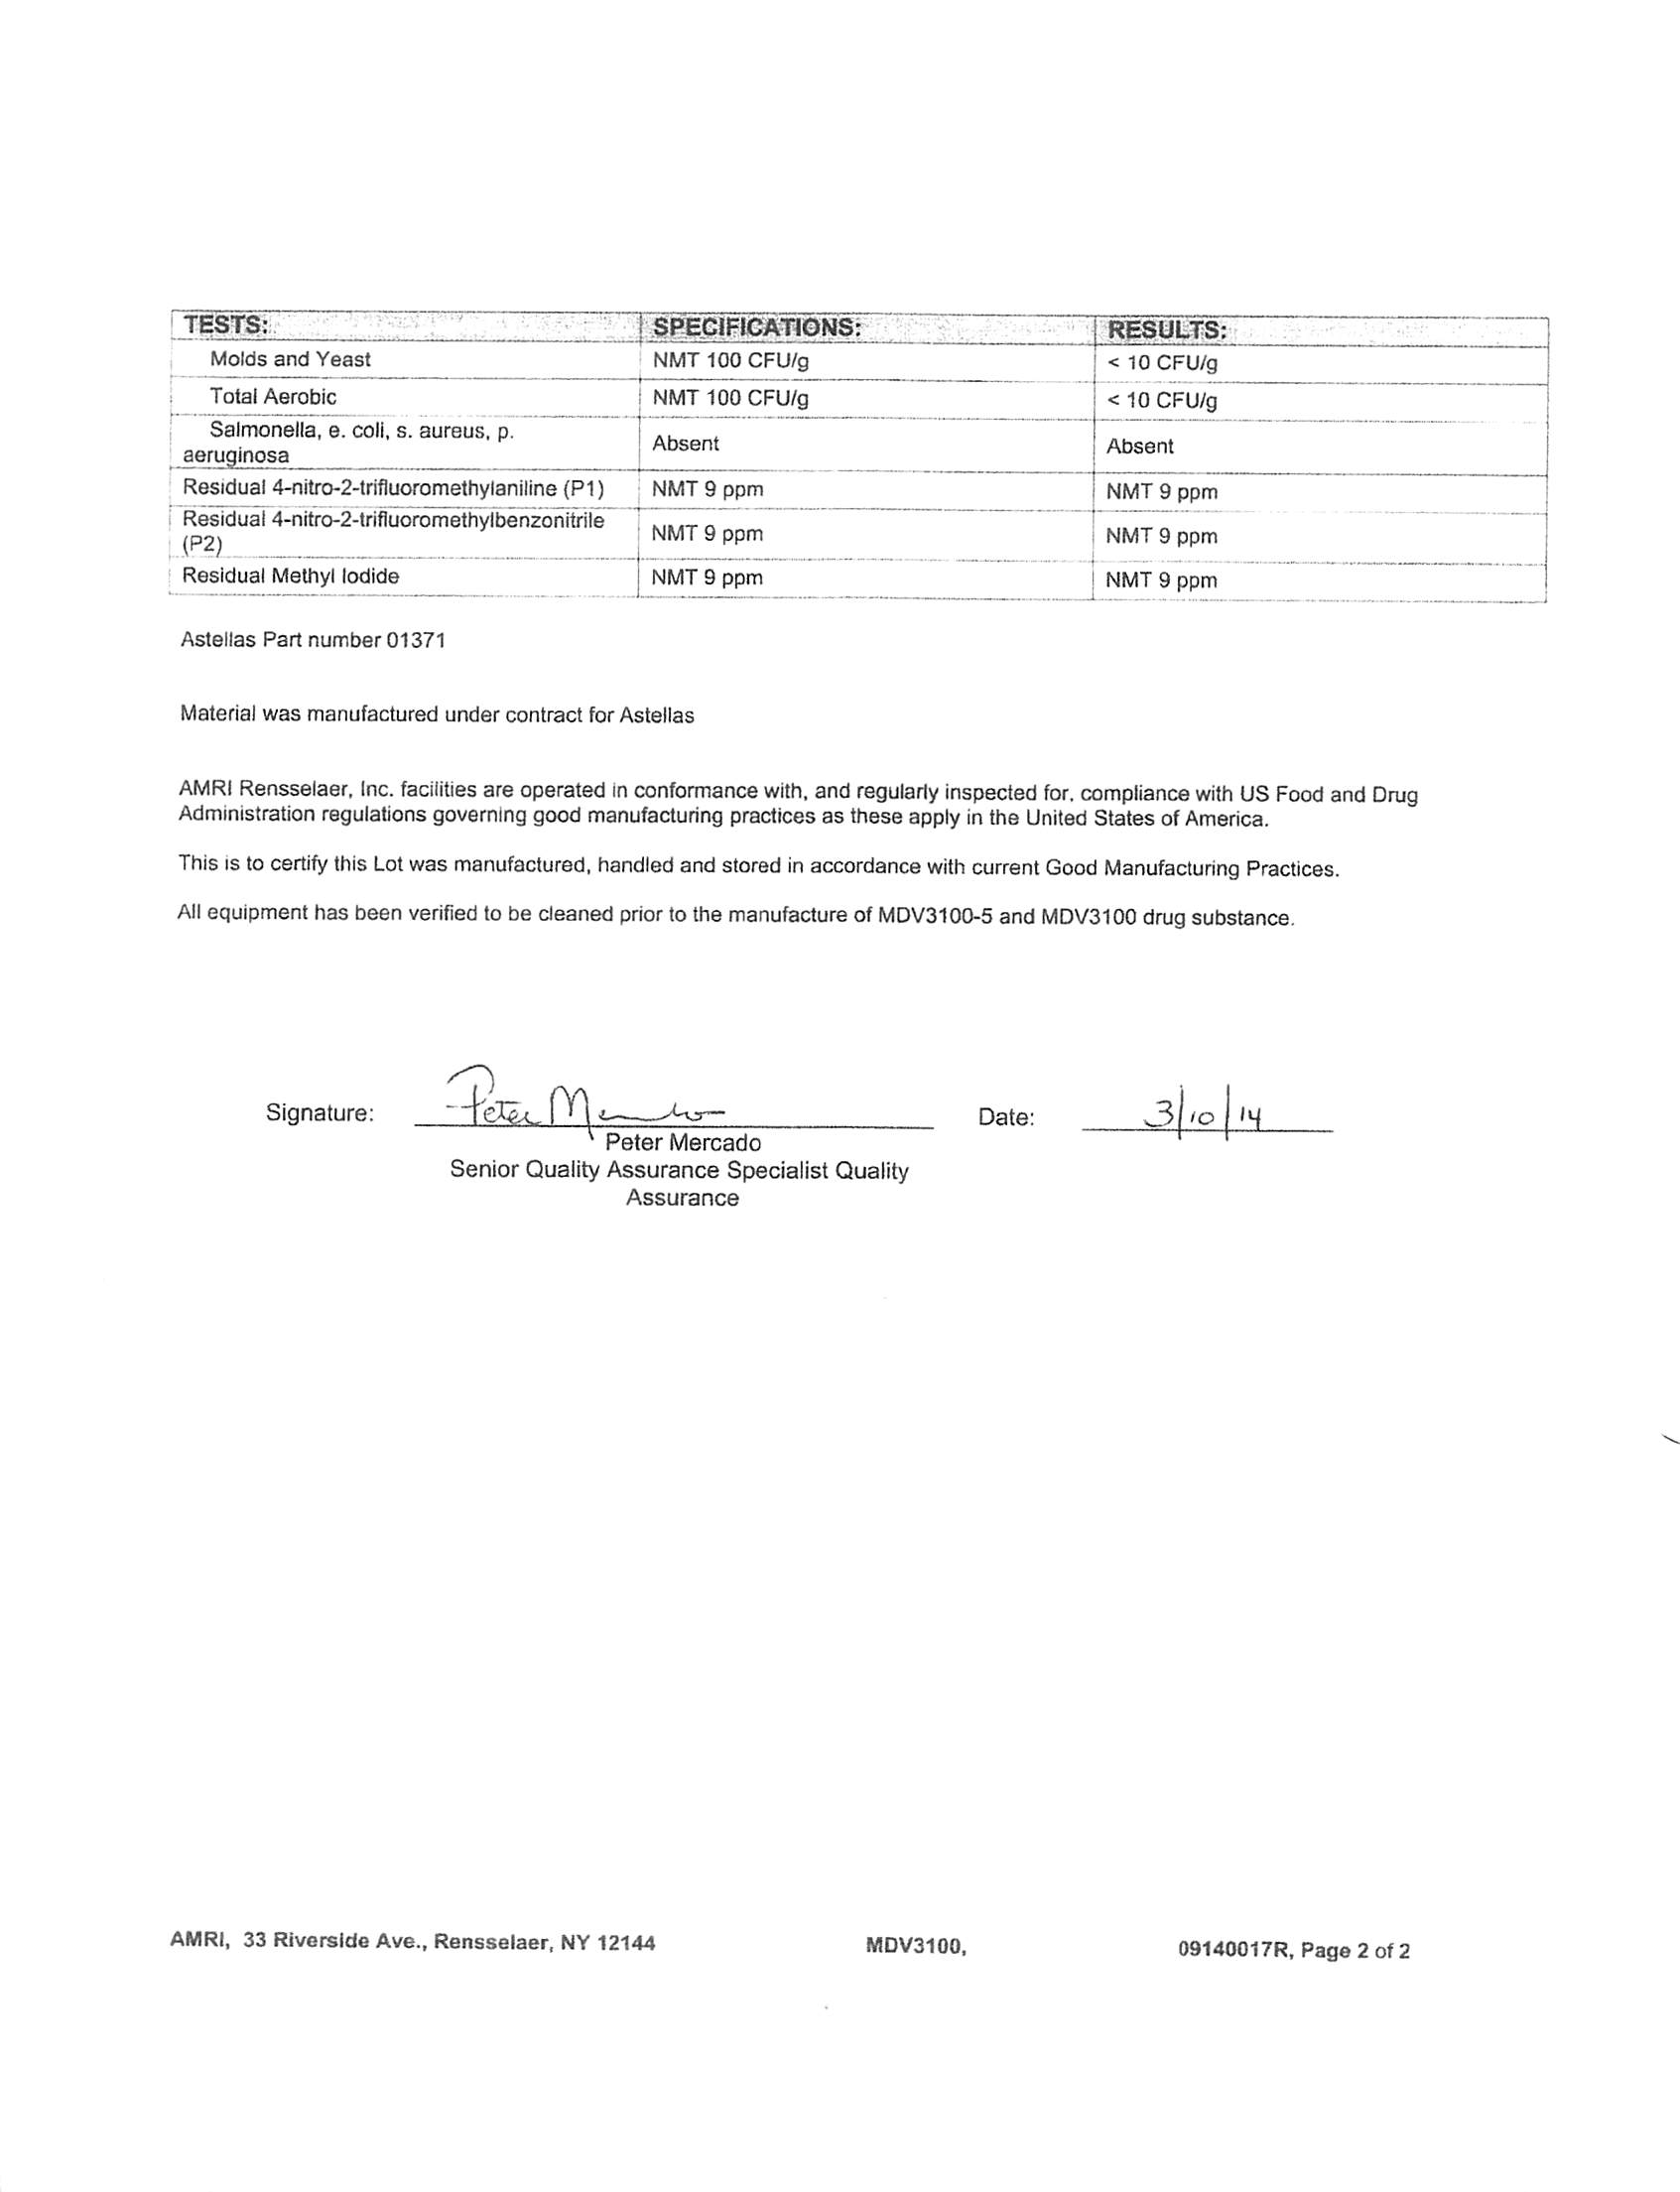 TESTS: SPECIFICATIONS: RESULTS:
Molds and Yeast NMT 100 CFU/g < 10 CFU/g
Total Aerobic NMT 100 CFU/g < 10 CFU/g
Salmonella, e. coli, s. aureus, p.
aeruginosa Absent Absent
Residual 4-nitro-2-trifluoromethylaniline (P1) NMT 9 ppm NMT 9 ppm
Residual 4-nitro-2-trifluoromethylbenzonitrile
(P2) NMT 9 ppm NMT 9 ppm
Residual Methyl Iodide NMT 9 ppm NMT 9 ppm
Astellas Part number 01371
Material was manufactured under contract for Astellas
AMRI Rensselaer, Inc. facilities are operated in conformance with, and regularly inspected for, compliance with US Food and Drug
Administration regulations governing good manufacturing practices as these apply in the United States of America.
This is to certify this Lot was manufactured, handled and stored in accordance with current Good Manufacturing Practices.
All equipment has been verified to be cleaned prior to the manufacture of MDV3100-5 and MDV3100 drug substance.
Signature: Peter Mercado Date: 3/10/14
Peter Mercado
Senior Quality Assurance Specialist Quality
Assurance
AMRI, 33 Riverside Ave., Rensselaer, NY 12144 MDV3100, 09140017R, Page 2 of 2